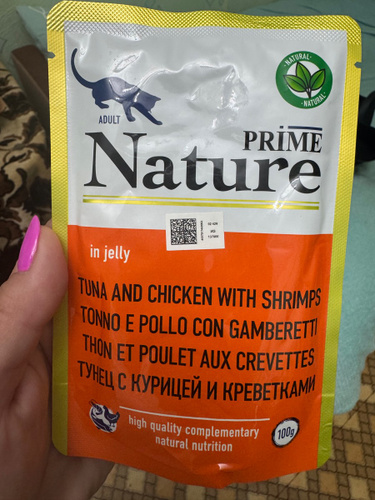 ·NATURAL·
·NATURAL·
ADULT
PRIME
Nature
in jelly
TUNA AND CHICKEN WITH SHRIMPS
TONNO E POLLO CON GAMBERETTI
THON ET POULET AUX CREVETTES
ТУНЕЦ С КУРИЦЕЙ И КРЕВЕТКАМИ
high quality complementary
natural nutrition
100g